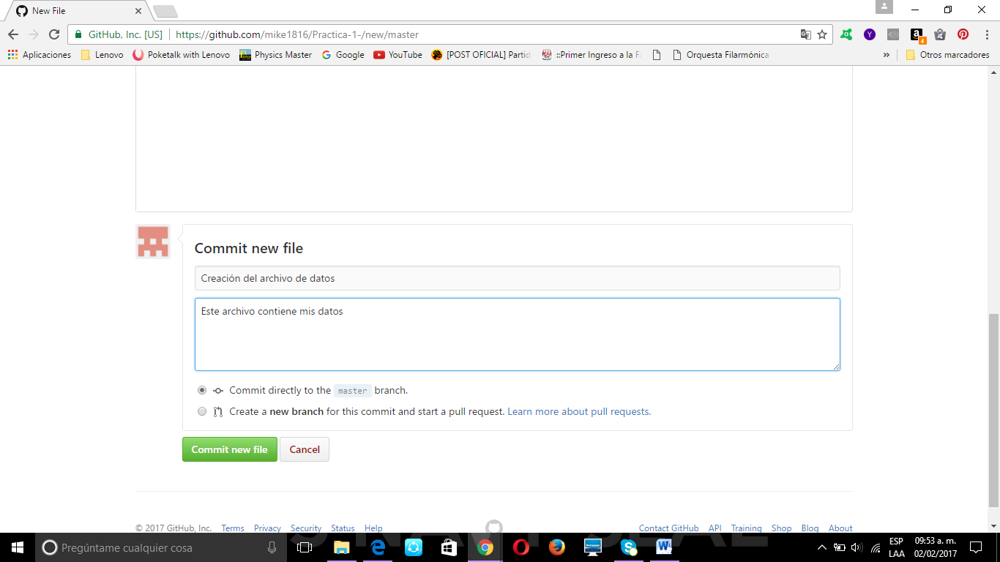 New File
GitHub, Inc. [US] | https://github.com/mike1816/Practica-1-/new/master
4
Aplicaciones Lenovo Poketalk with Lenovo Physics Master Google YouTube [POST OFICIAL] Partid ::Primer Ingreso a la Fa Orquesta Filarmónica » Otros marcadores
Commit new file
Creación del archivo de datos
Este archivo contiene mis datos
Commit directly to the master branch.
Create a new branch for this commit and start a pull request. Learn more about pull requests.
Commit new file Cancel
© 2017 GitHub, Inc. Terms Privacy Security Status Help Contact GitHub API Training Shop Blog About
Pregúntame cualquier cosa
ESP 09:53 a. m.
LAA 02/02/2017